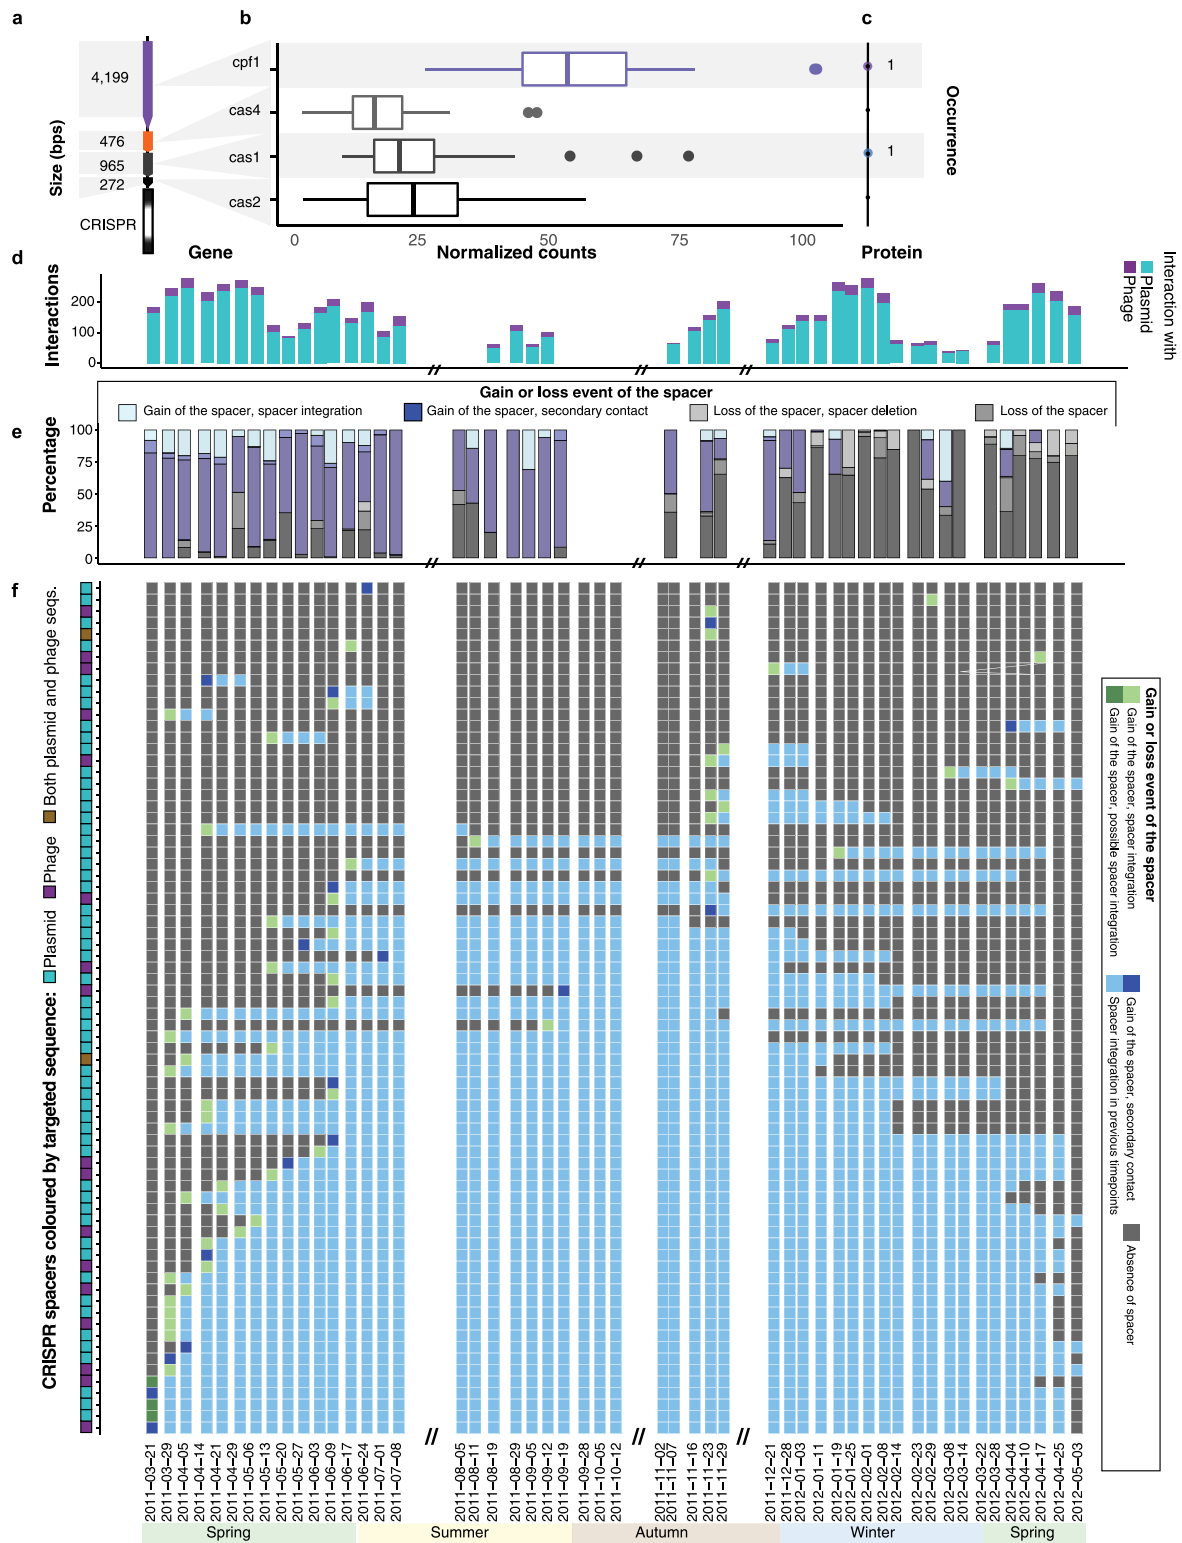 a
b
c
4,199
476
965
272
CRISPR
Size (bps)
cpf1
cas4
cas1
cas2
0
25
50
75
100
1
1
Occurrence
Gene
Normalized counts
Protein
d
Interactions
200
100
0
Interaction with
Plasmid
Phage
Gain or loss event of the spacer
Gain of the spacer, spacer integration
Gain of the spacer, secondary contact
Loss of the spacer, spacer deletion
Loss of the spacer
e
Percentage
100
75
50
25
0
f
CRISPR spacers coloured by targeted sequence:
Plasmid
Phage
Both plasmid and phage seqs.
Gain or loss event of the spacer
Gain of the spacer, spacer integration
Gain of the spacer, possible spacer integration
Gain of the spacer, secondary contact
Spacer integration in previous timepoints
Absence of spacer
2011-03-21
2011-03-29
2011-04-05
2011-04-14
2011-04-21
2011-04-29
2011-05-06
2011-05-13
2011-05-20
2011-05-27
2011-06-03
2011-06-09
2011-06-17
2011-06-24
2011-07-01
2011-07-08
2011-08-05
2011-08-11
2011-08-19
2011-08-29
2011-09-05
2011-09-12
2011-09-19
2011-09-28
2011-10-05
2011-10-12
2011-11-02
2011-11-07
2011-11-16
2011-11-23
2011-11-29
2011-12-21
2011-12-28
2012-01-03
2012-01-11
2012-01-19
2012-01-25
2012-02-01
2012-02-08
2012-02-14
2012-02-23
2012-02-29
2012-03-08
2012-03-14
2012-03-22
2012-03-28
2012-04-04
2012-04-10
2012-04-17
2012-04-25
2012-05-03
Spring
Summer
Autumn
Winter
Spring